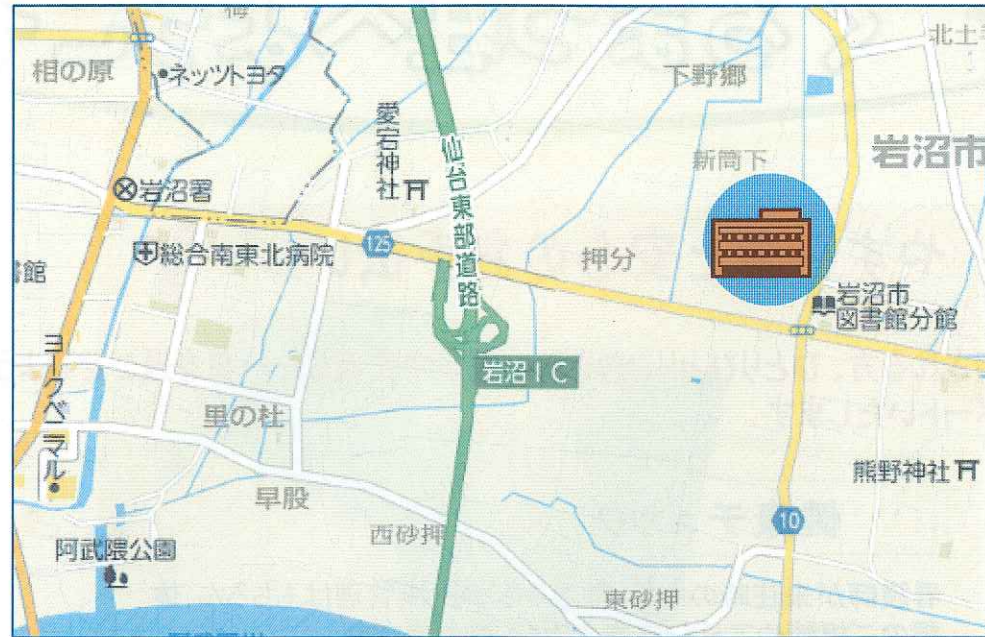 相の原
ネッツトヨタ
下野郷
愛宕神社
仙台東部道路
新筒下
岩沼市
岩沼署
125
総合南東北病院
押分
書館
岩沼市
図書館分館
ヨークベニマル
岩沼IC
里の杜
熊野神社
早股
西砂押
10
阿武隈公園
東砂押